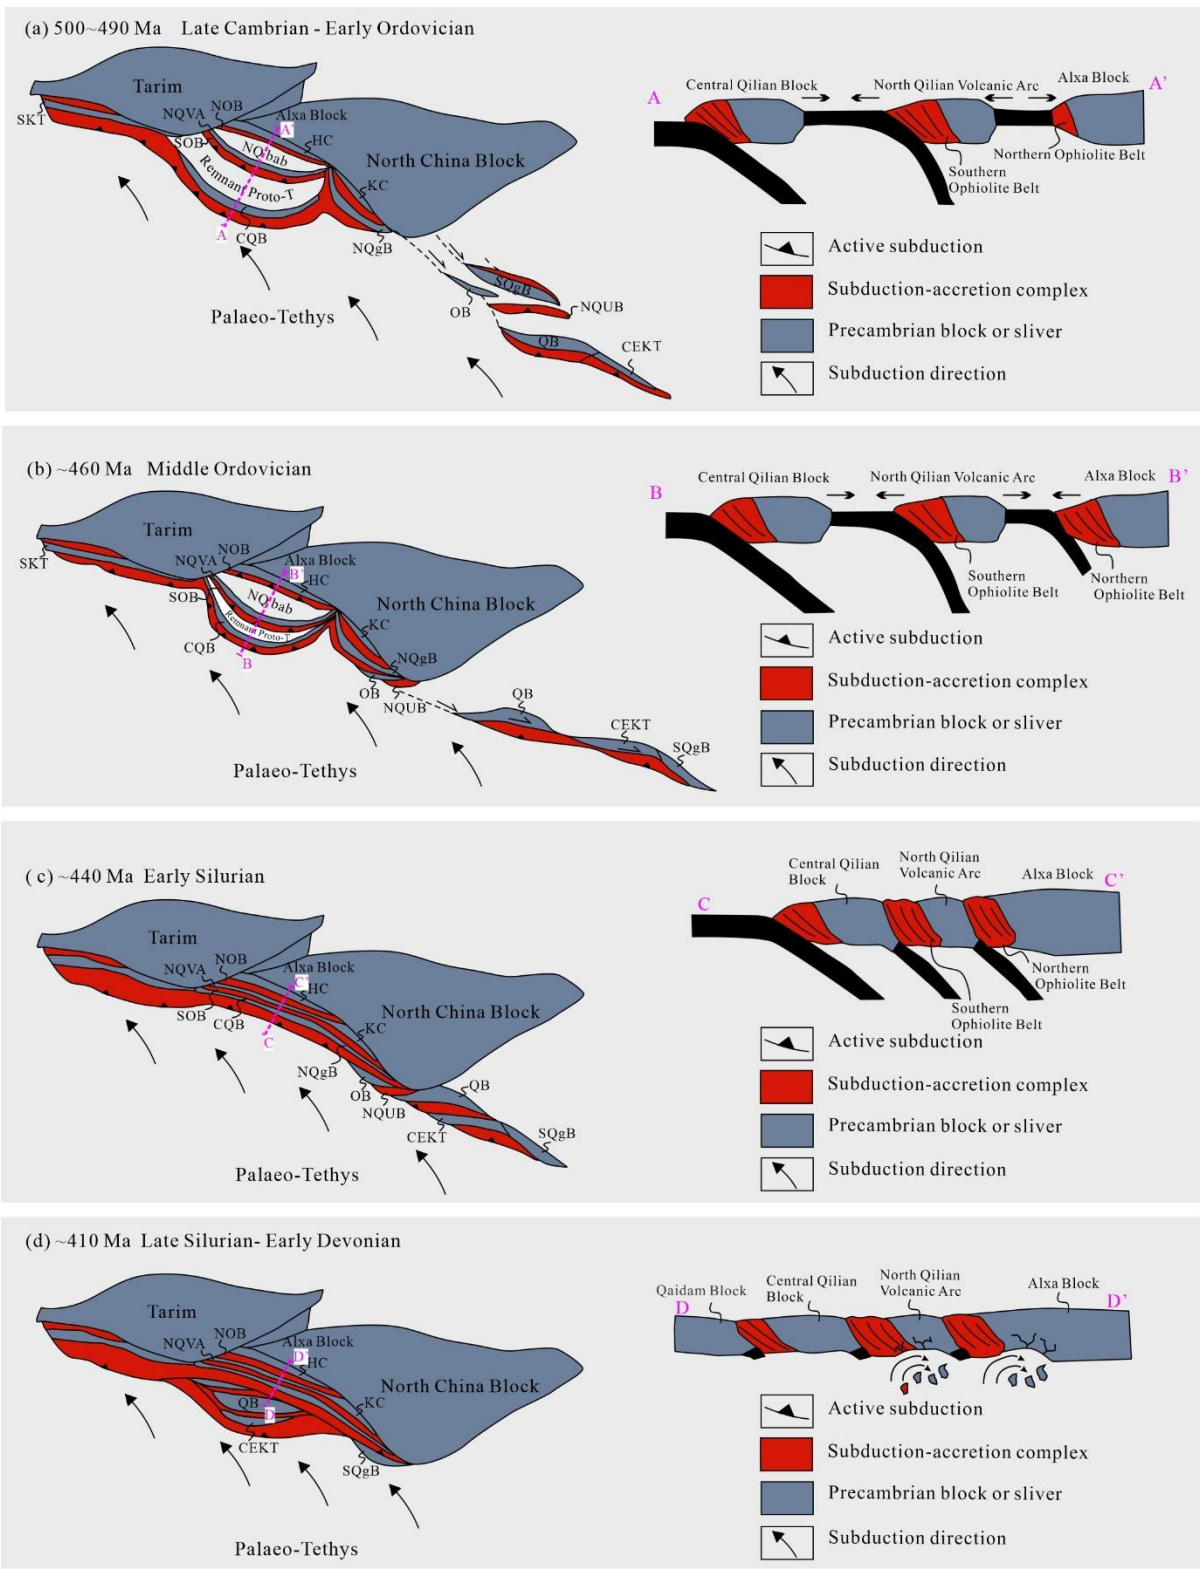 (a) 500~490 Ma Late Cambrian - Early Ordovician
Tarim
NQVA
NOB
Alxa Block
A'
SKT
SOB
NQ bab
HC
North China Block
Remnant Proto-T
KC
A
CQB
NQgB
SQgB
OB
NQUB
Palaeo-Tethys
QB
CEKT
A
Central Qilian Block
North Qilian Volcanic Arc
Alxa Block
A'
Northern Ophiolite Belt
Southern
Ophiolite Belt
Active subduction
Subduction-accretion complex
Precambrian block or sliver
Subduction direction
(b) ~460 Ma Middle Ordovician
Tarim
NOB
NQVA
Alxa Block
B'
HC
SKT
SOB
NQ bab
North China Block
Remnant Proto-T
KC
CQB
B
NQgB
OB
NQUB
QB
CEKT
SQgB
Palaeo-Tethys
B
Central Qilian Block
North Qilian Volcanic Arc
Alxa Block
B'
Southern
Ophiolite Belt
Northern
Ophiolite Belt
Active subduction
Subduction-accretion complex
Precambrian block or sliver
Subduction direction
(c) ~440 Ma Early Silurian
Tarim
NOB
NQVA
Alxa Block
C'
HC
SKT
North China Block
SOB
CQB
C
KC
NQgB
OB
NQUB
QB
CEKT
SQgB
Palaeo-Tethys
C
Central Qilian
Block
North Qilian
Volcanic Arc
Alxa Block
C'
Northern
Ophiolite Belt
Southern
Ophiolite Belt
Active subduction
Subduction-accretion complex
Precambrian block or sliver
Subduction direction
(d) ~410 Ma Late Silurian- Early Devonian
Tarim
NOB
NQVA
Alxa Block
D'
HC
SKT
North China Block
QB
D
KC
CEKT
SQgB
Palaeo-Tethys
Qaidam Block
D
Central Qilian
Block
North Qilian
Volcanic Arc
Alxa Block
D'
Active subduction
Subduction-accretion complex
Precambrian block or sliver
Subduction direction